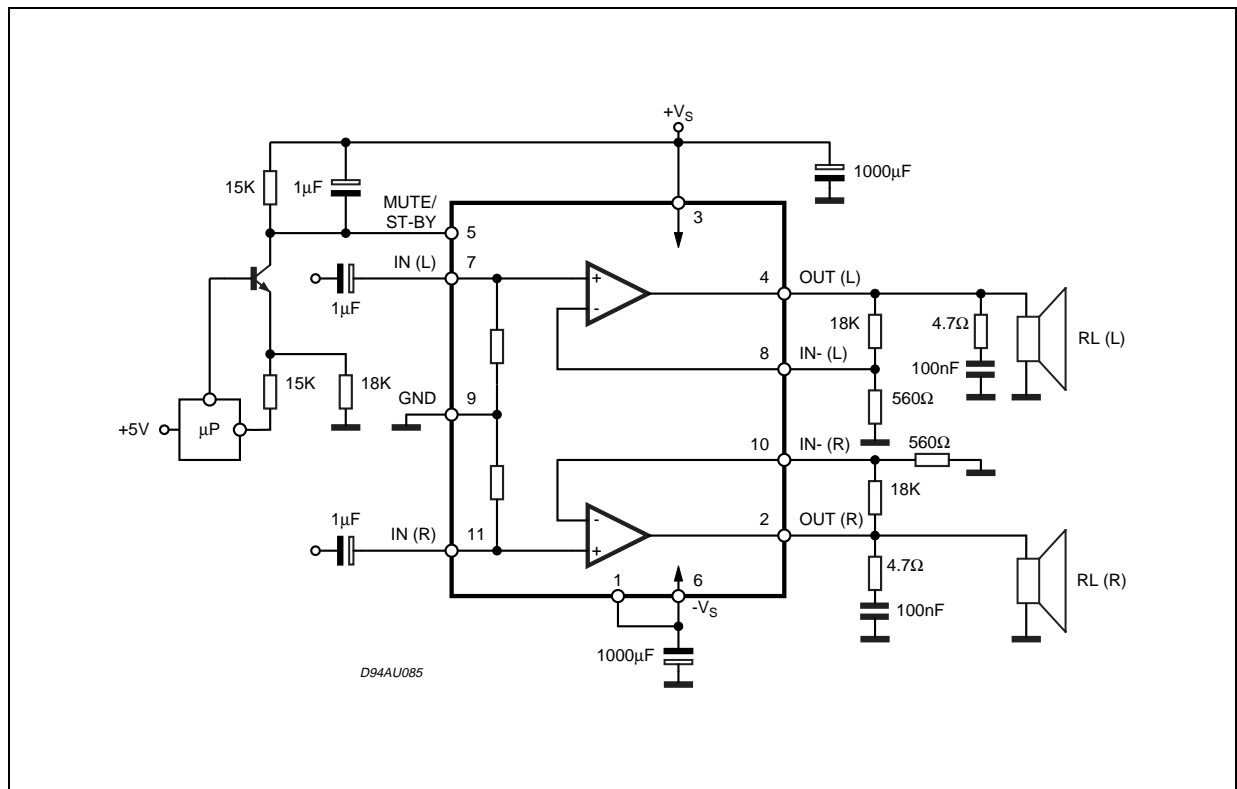 +VS
15K
1μF
1000μF
MUTE/
ST-BY
5
3
IN (L)
7
1μF
4
OUT (L)
+
-
18K
4.7Ω
RL (L)
8
IN- (L)
100nF
15K
18K
GND
9
560Ω
+5V
μP
10
IN- (R)
560Ω
18K
1μF
IN (R)
11
-
+
2
OUT (R)
4.7Ω
RL (R)
1
6
-VS
100nF
1000μF
D94AU085